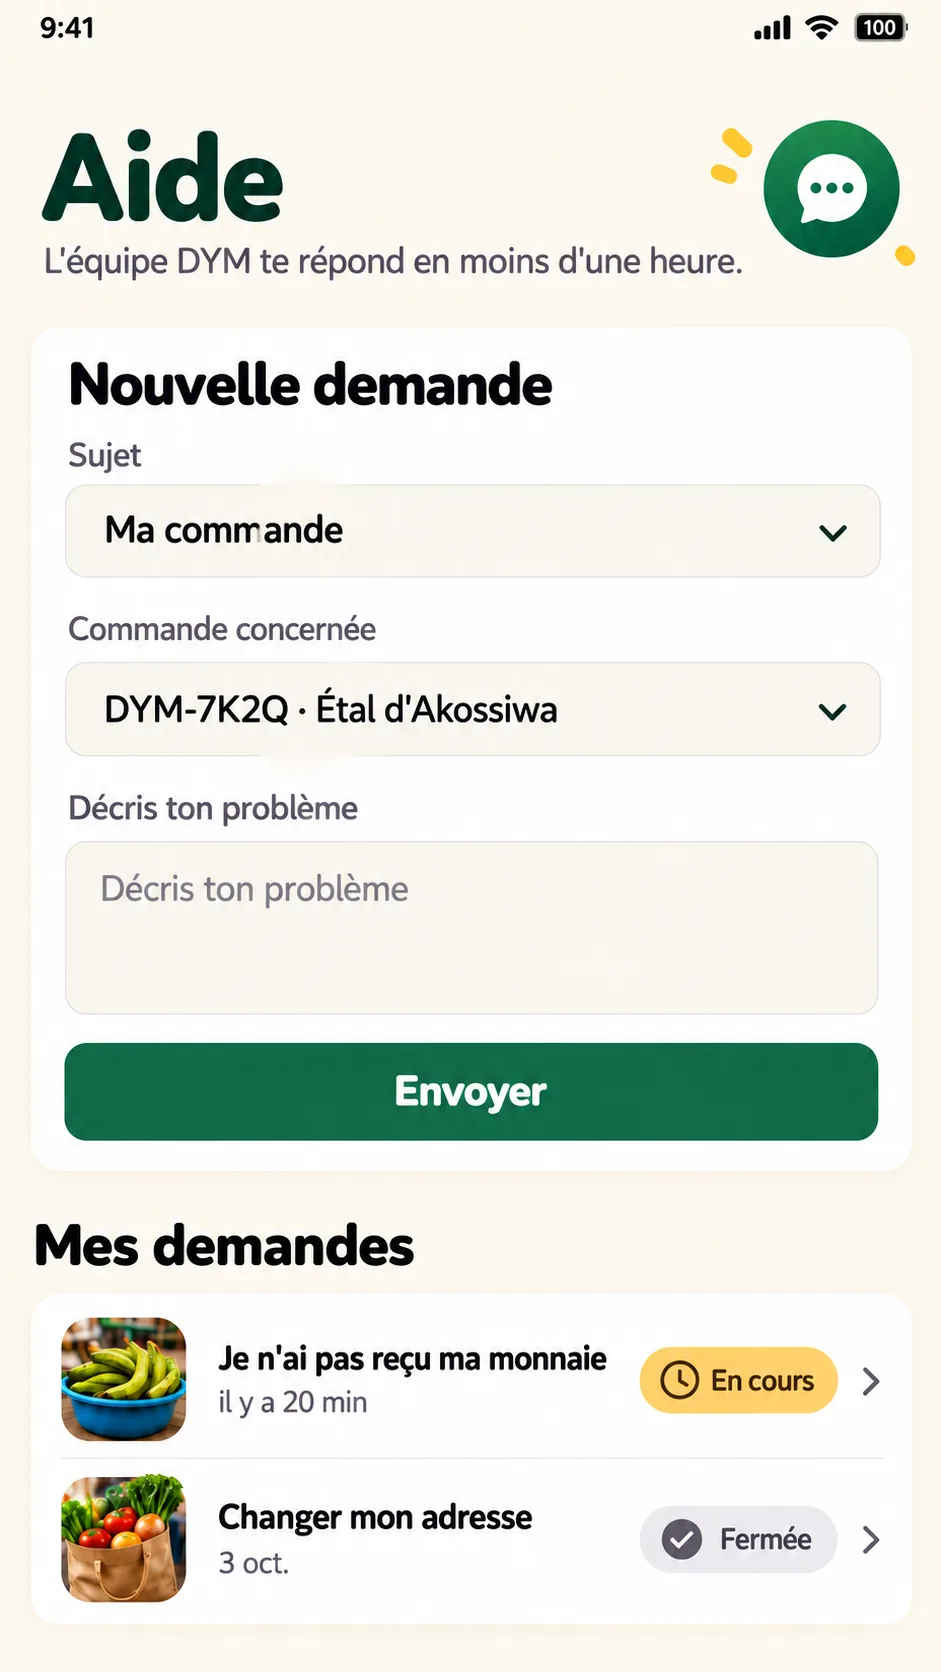 9:41
100
Aide
L'équipe DYM te répond en moins d'une heure.
Nouvelle demande
Sujet
Ma commande
Commande concernée
DYM-7K2Q · Étal d'Akossiwa
Décris ton problème
Décris ton problème
Envoyer
Mes demandes
Je n'ai pas reçu ma monnaie
il y a 20 min
En cours
Changer mon adresse
3 oct.
Fermée